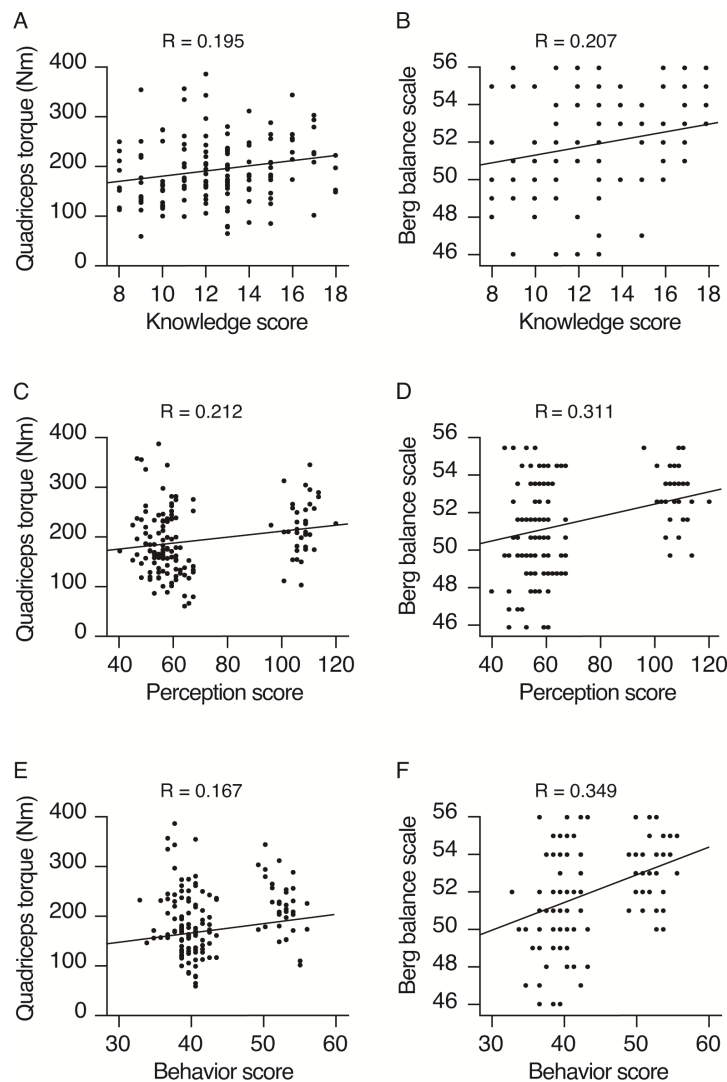 A
R = 0.195
Quadriceps torque (Nm)
400
300
200
100
0
8 10 12 14 16 18
Knowledge score
B
R = 0.207
Berg balance scale
56
54
52
50
48
46
8 10 12 14 16 18
Knowledge score
C
R = 0.212
Quadriceps torque (Nm)
400
300
200
100
0
40 60 80 100 120
Perception score
D
R = 0.311
Berg balance scale
56
54
52
50
48
46
40 60 80 100 120
Perception score
E
R = 0.167
Quadriceps torque (Nm)
400
300
200
100
0
30 40 50 60
Behavior score
F
R = 0.349
Berg balance scale
56
54
52
50
48
46
30 40 50 60
Behavior score